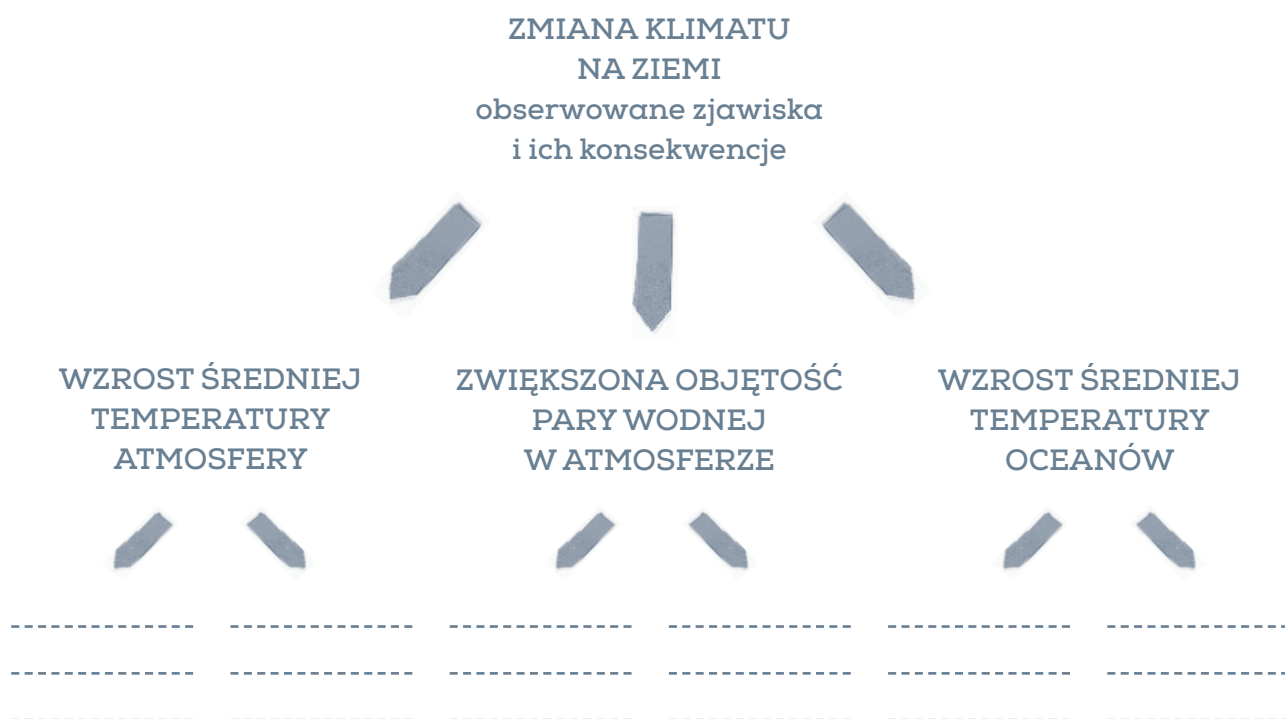 ZMIANA KLIMATU
NA ZIEMI
obserwowane zjawiska
i ich konsekwencje
WZROST ŚREDNIEJ
TEMPERATURY
ATMOSFERY
ZWIĘKSZONA OBJĘTOŚĆ
PARY WODNEJ
W ATMOSFERZE
WZROST ŚREDNIEJ
TEMPERATURY
OCEANÓW